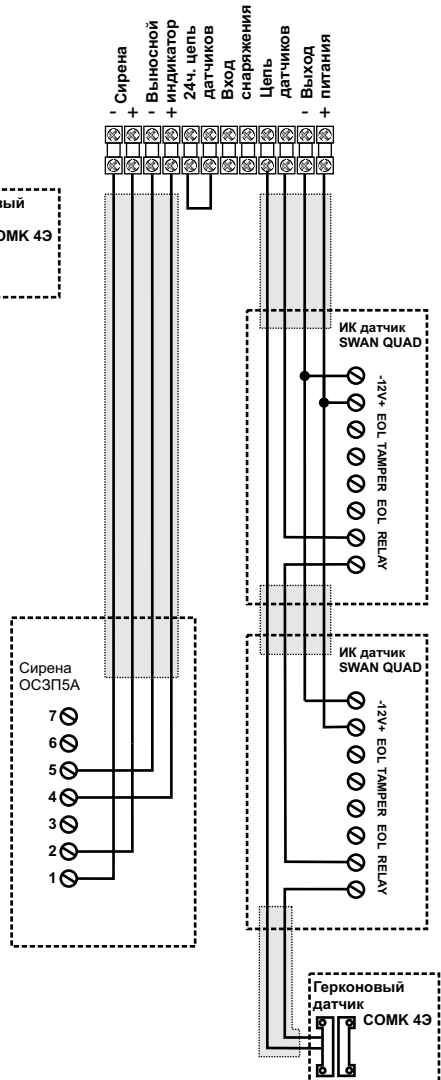 - Сирена
+
- Выносной
+ индикатор
24ч. цепь
датчиков
Вход
снаряжения
Цепь
датчиков
- Выход
+ питания
ОМК 4Э
ИК датчик
SWAN QUAD
-12V+ EOL TAMPER EOL RELAY
Сирена
ОСЗП5А
7
6
5
4
3
2
1
ИК датчик
SWAN QUAD
-12V+ EOL TAMPER EOL RELAY
Герконовый
датчик
СОМК 4Э